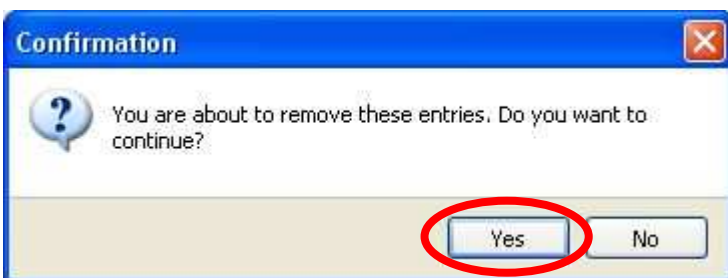 Confirmation
You are about to remove these entries. Do you want to
continue?
Yes
No